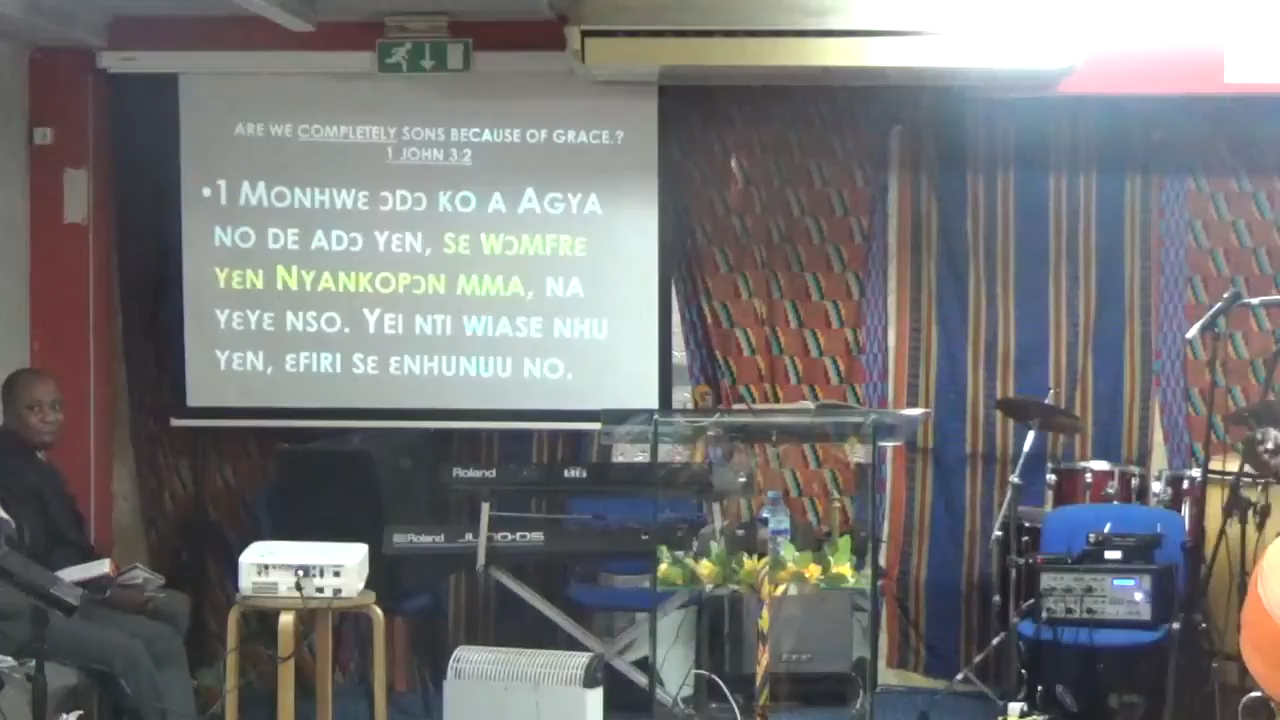 ARE WE COMPLETELY SONS BECAUSE OF GRACE.?
1 JOHN 3:2
•1 MONHWƐ ƆDƆ KO A AGYA
NO DE ADƆ YƐN, SƐ WƆMFRƐ
YƐN NYANKOPƆN MMA, NA
YƐYƐ NSO. YEI NTI WIASE NHU
YƐN, ƐFIRI SƐ ƐNHUNUU NO.
Roland
Roland JUNO-DS